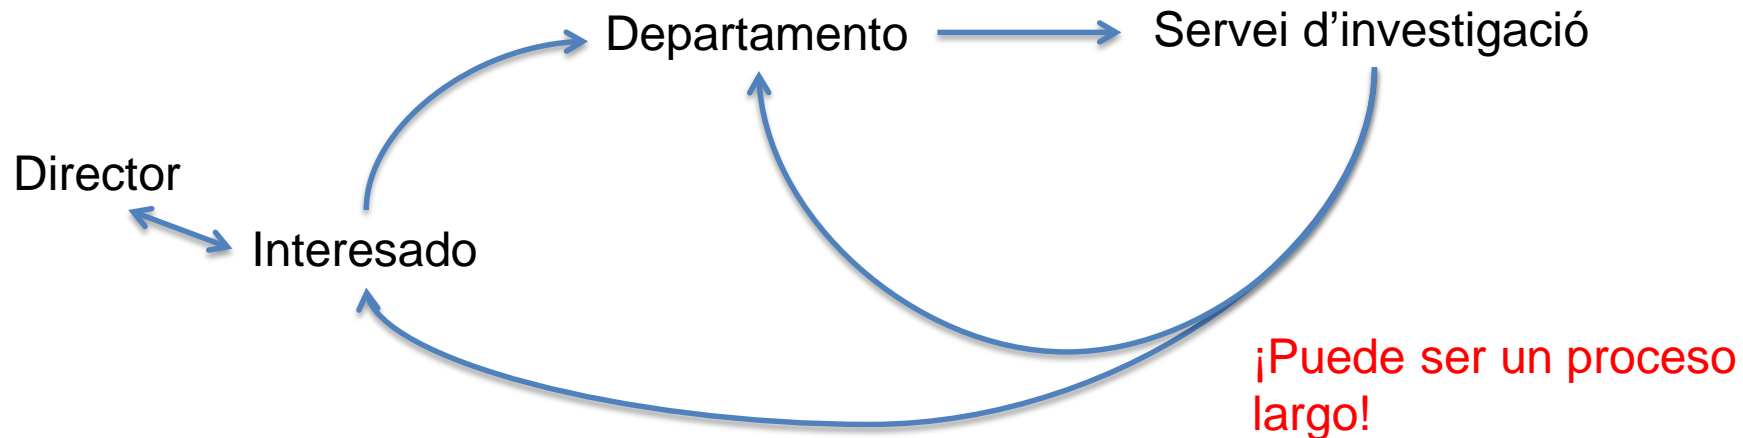 Departamento
Servei d’investigació
Director
Interesado
¡Puede ser un proceso
largo!